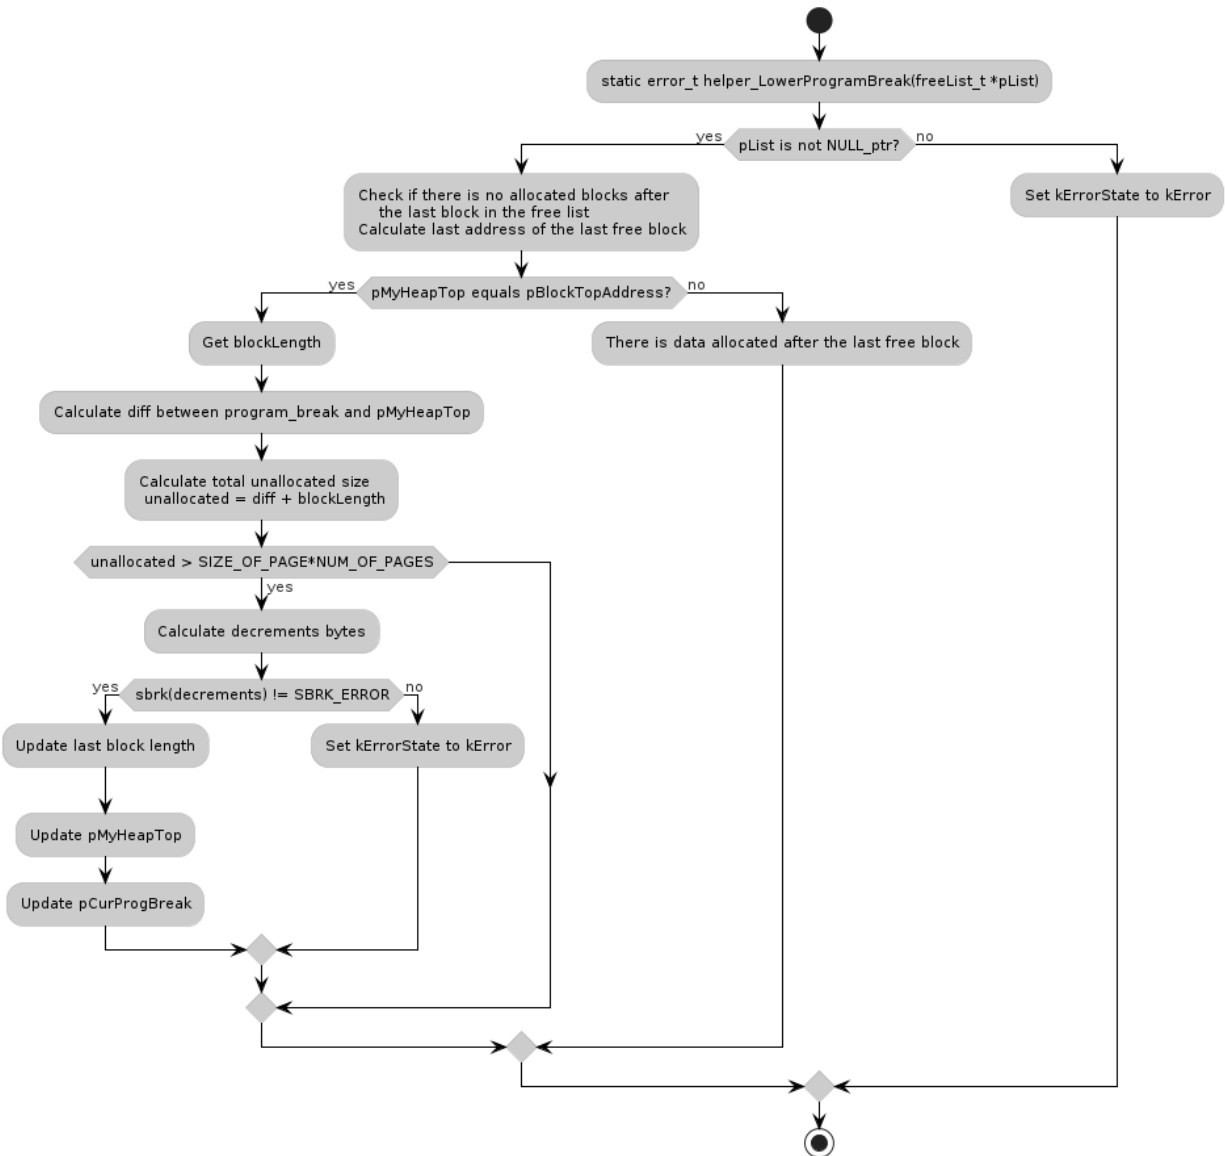 static error_t helper_LowerProgramBreak(freeList_t *pList)
yes
pList is not NULL_ptr?
no
Check if there is no allocated blocks after
the last block in the free list
Calculate last address of the last free block
Set kErrorState to kError
yes
pMyHeapTop equals pBlockTopAddress?
no
Get blockLength
There is data allocated after the last free block
Calculate diff between program_break and pMyHeapTop
Calculate total unallocated size
unallocated = diff + blockLength
unallocated > SIZE_OF_PAGE*NUM_OF_PAGES
yes
Calculate decrements bytes
yes
sbrk(decrements) != SBRK_ERROR
no
Update last block length
Set kErrorState to kError
Update pMyHeapTop
Update pCurProgBreak